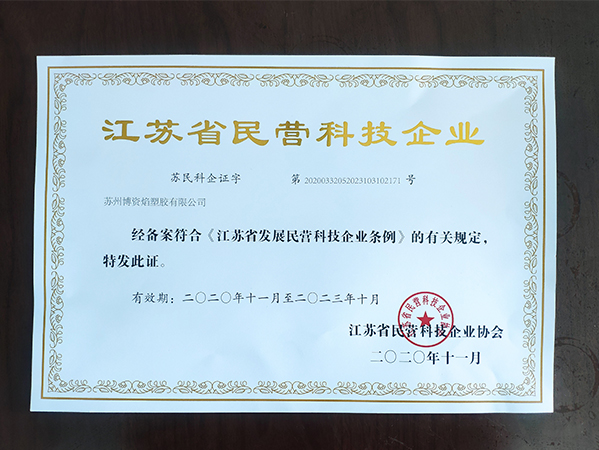 江苏省民营科技企业
苏民科企证字 第 20200332052023103102171 号
苏州博资焰塑胶有限公司
经备案符合《江苏省发展民营科技企业条例》的有关规定，
特发此证。
有效期：二〇二〇年十一月至二〇二三年十月
江苏省民营科技企业协会
二〇二〇年十一月